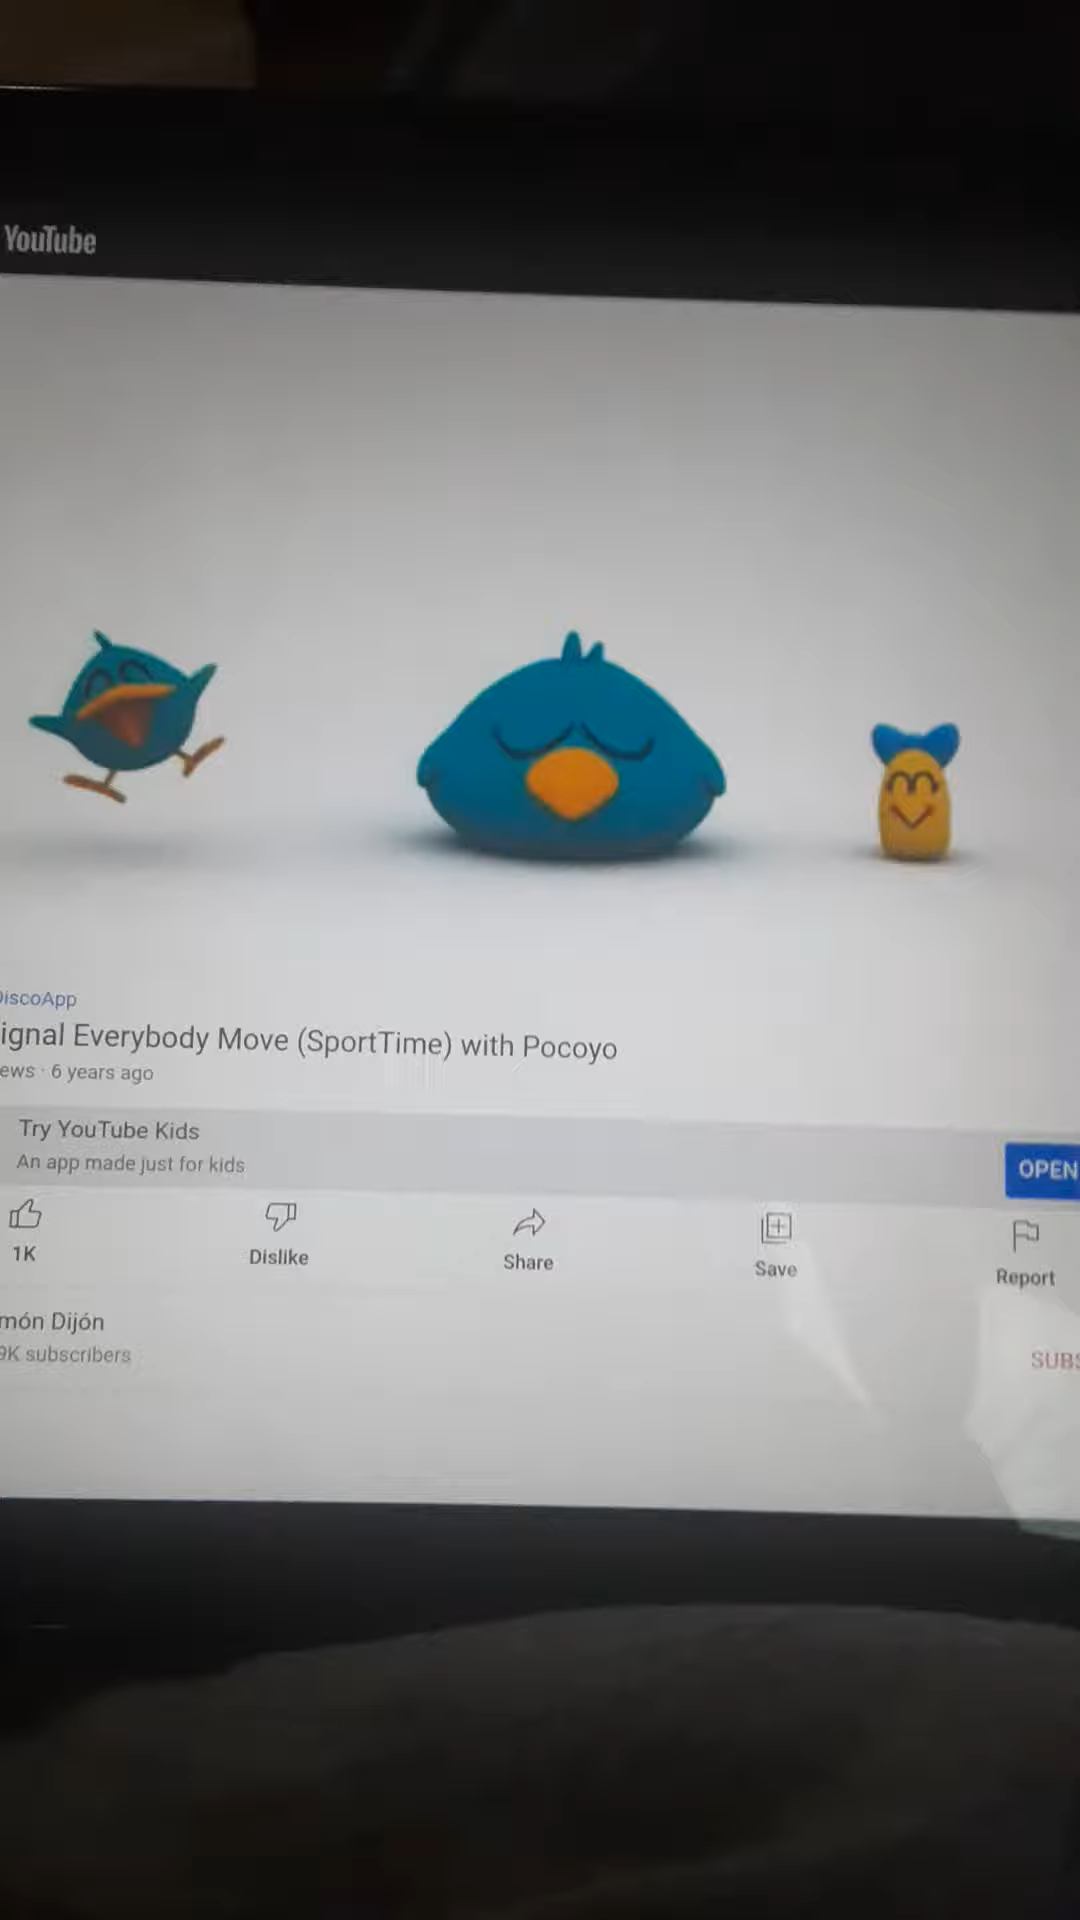 YouTube
DiscoApp
ignal Everybody Move (SportTime) with Pocoyo
ews · 6 years ago
Try YouTube Kids
An app made just for kids
OPEN
1K
Dislike
Share
Save
Report
món Dijón
9K subscribers
SUBS